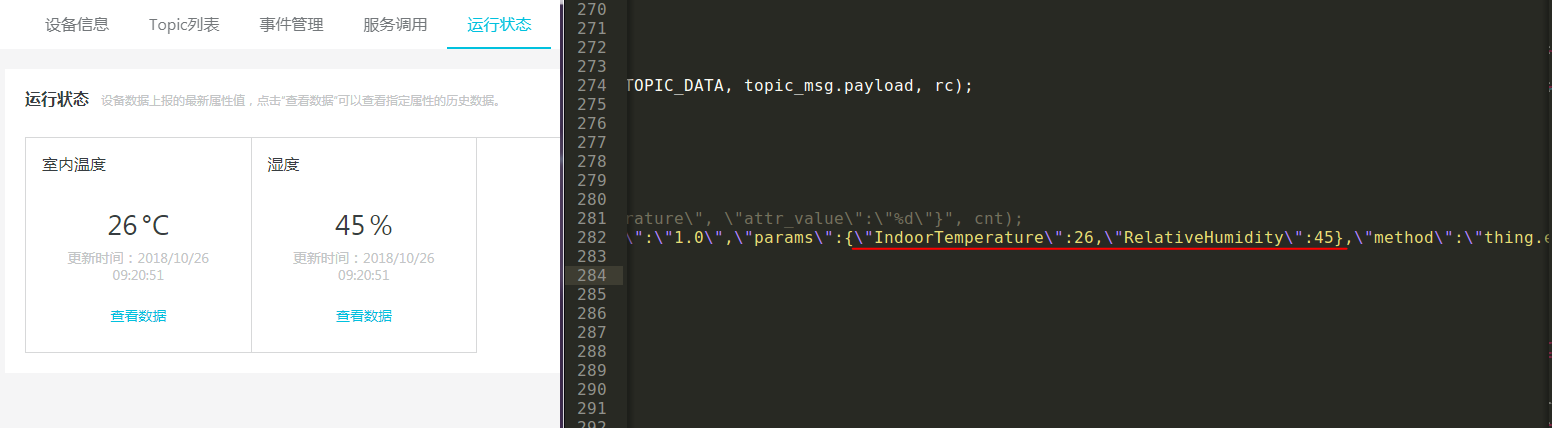 设备信息 Topic列表 事件管理 服务调用 运行状态
运行状态 设备数据上报的最新属性值，点击"查看数据"可以查看指定属性的历史数据。
室内温度 湿度
26 °C 45 %
更新时间：2018/10/26 更新时间：2018/10/26
09:20:51 09:20:51
查看数据 查看数据
270
271
272
273
274 TOPIC_DATA, topic_msg.payload, rc);
275
276
277
278
279
280
281 rature\", \"attr_value\":\"%d\"}", cnt);
282 \":\"1.0\",\"params\":{\"IndoorTemperature\":26,\"RelativeHumidity\":45},\"method\":\"thing.e
283
284
285
286
287
288
289
290
291
292